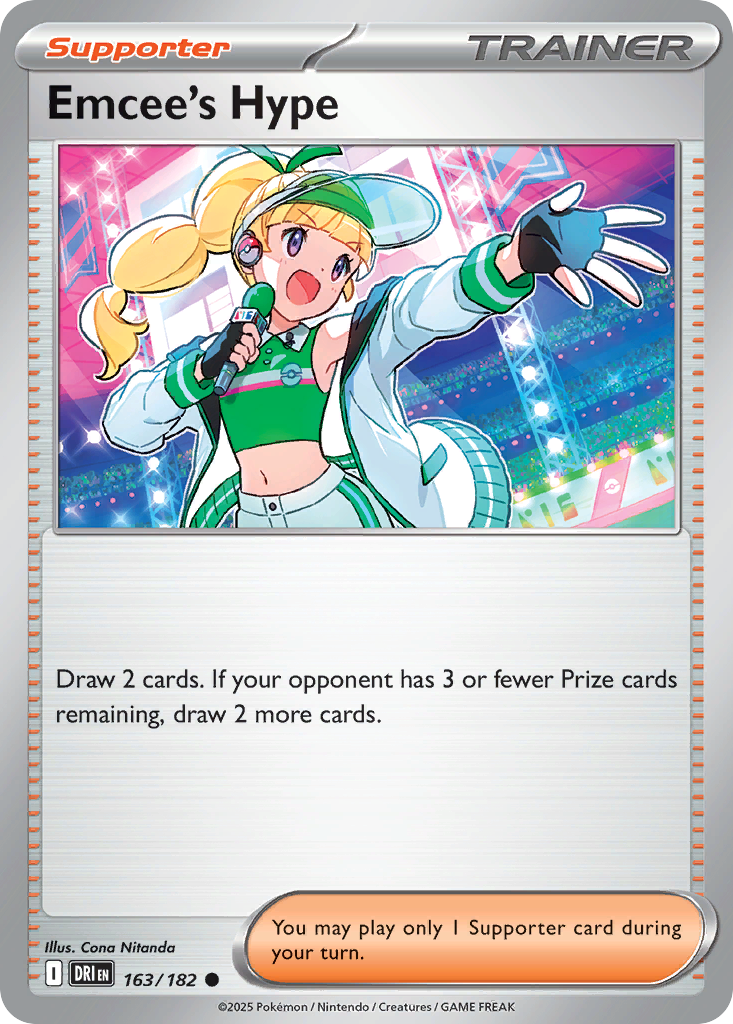 Supporter
TRAINER
Emcee's Hype
Draw 2 cards. If your opponent has 3 or fewer Prize cards
remaining, draw 2 more cards.
You may play only 1 Supporter card during
your turn.
Illus. Cona Nitanda
I DRI EN 163/182
©2025 Pokémon / Nintendo / Creatures / GAME FREAK